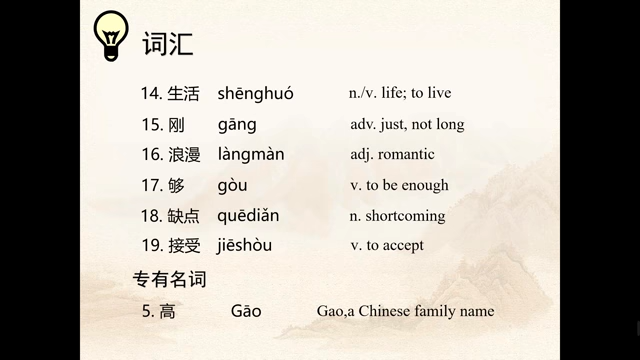 词汇
14. 生活 shēnghuó n./v. life; to live
15. 刚 gāng adv. just, not long
16. 浪漫 làngmàn adj. romantic
17. 够 gòu v. to be enough
18. 缺点 quēdiǎn n. shortcoming
19. 接受 jiēshòu v. to accept
专有名词
5. 高 Gāo Gao,a Chinese family name